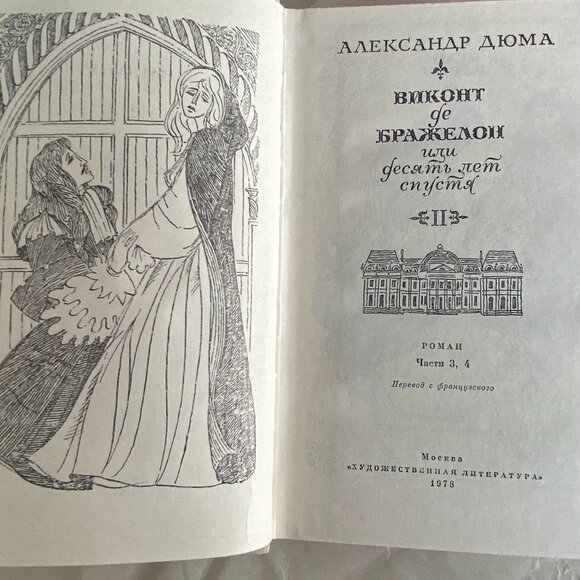 АЛЕКСАНДР ДЮМА
ВИКОНТ
де
БРАЖЕЛОН
или
десять лет
спустя
II
РОМАН
Части 3, 4
Перевод с французского
Москва
«ХУДОЖЕСТВЕННАЯ ЛИТЕРАТУРА»
1978